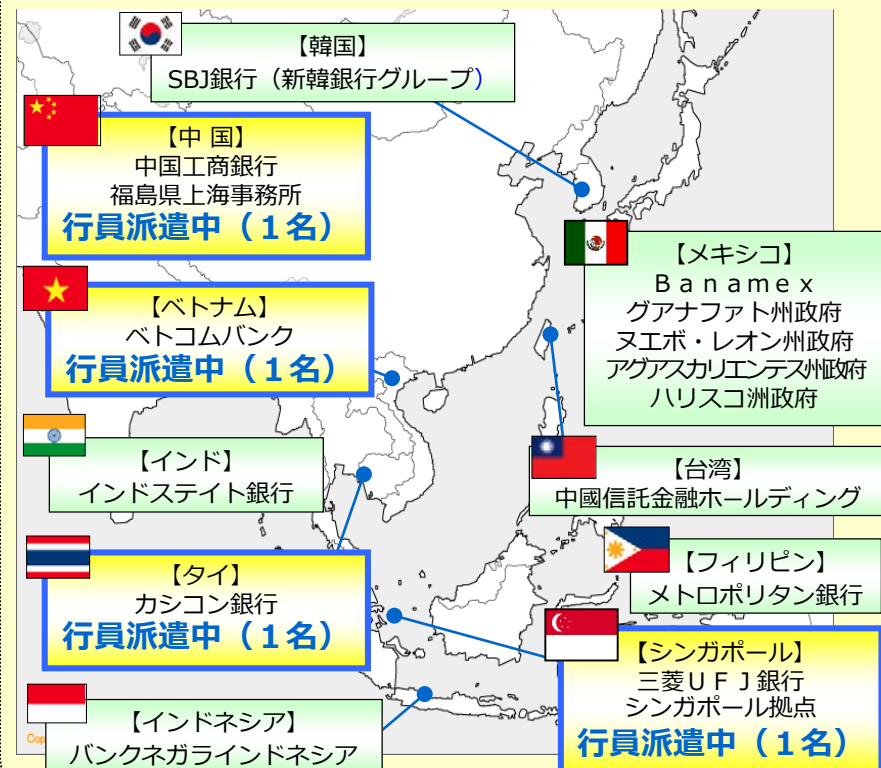 【韓国】
SBJ銀行（新韓銀行グループ）
【中 国】
中国工商銀行
福島県上海事務所
行員派遣中（１名）
【メキシコ】
Ｂａｎａｍｅｘ
グアナファト州政府
ヌエボ・レオン州政府
アグアスカリエンテス州政府
ハリスコ洲政府
【ベトナム】
ベトコムバンク
行員派遣中（１名）
【インド】
インドステイト銀行
【台湾】
中國信託金融ホールディング
【フィリピン】
メトロポリタン銀行
【タイ】
カシコン銀行
行員派遣中（１名）
【シンガポール】
三菱ＵＦＪ銀行
シンガポール拠点
行員派遣中（１名）
【インドネシア】
バンクネガラインドネシア